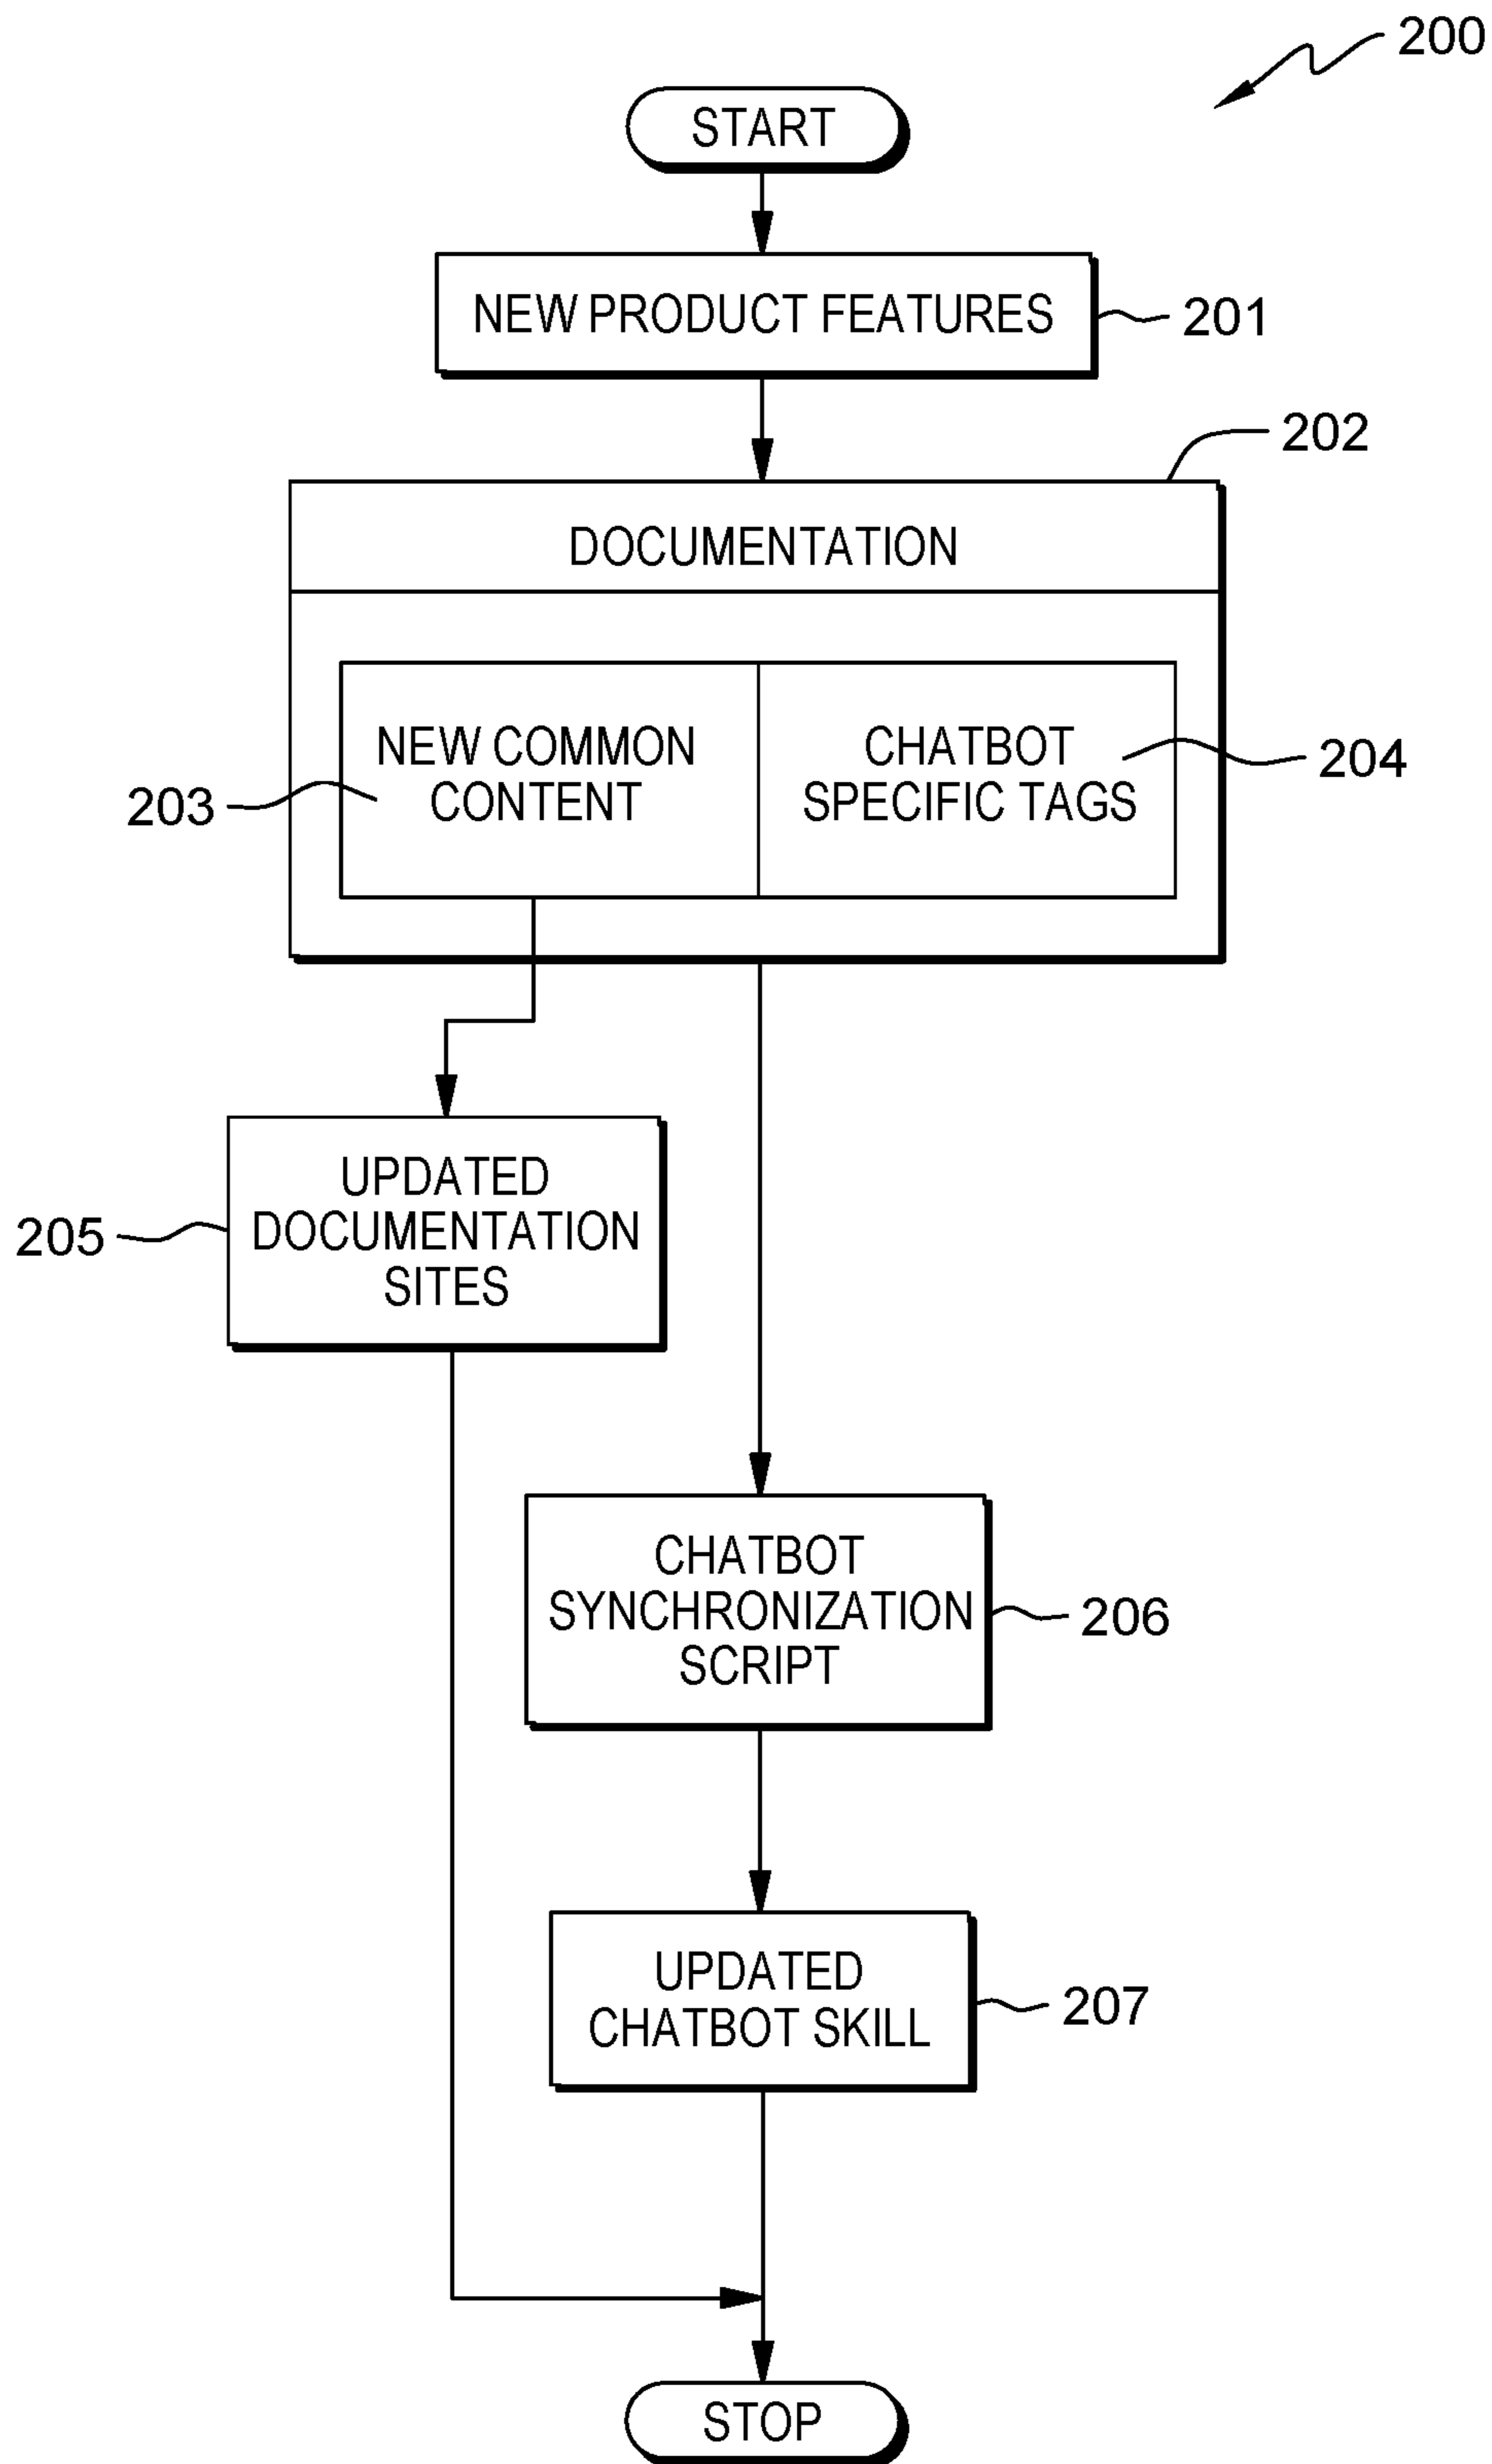 200
START
NEW PRODUCT FEATURES
201
202
DOCUMENTATION
NEW COMMON
CONTENT
203
CHATBOT
SPECIFIC TAGS
204
UPDATED
DOCUMENTATION
SITES
205
CHATBOT
SYNCHRONIZATION
SCRIPT
206
UPDATED
CHATBOT SKILL
207
STOP